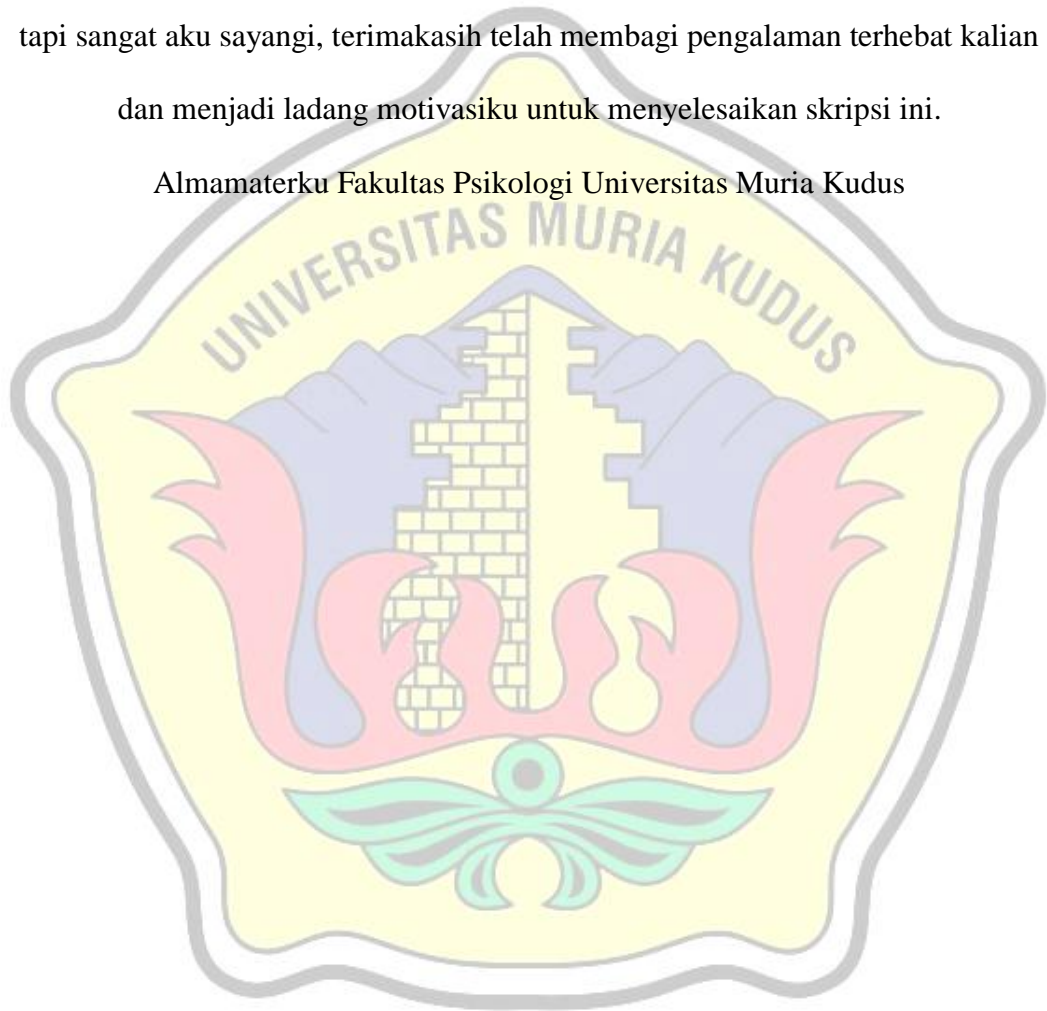 tapi sangat aku sayangi, terimakasih telah membagi pengalaman terhebat kalian
dan menjadi ladang motivasiku untuk menyelesaikan skripsi ini.
Almamaterku Fakultas Psikologi Universitas Muria Kudus
UNIVERSITAS MURIA KUDUS